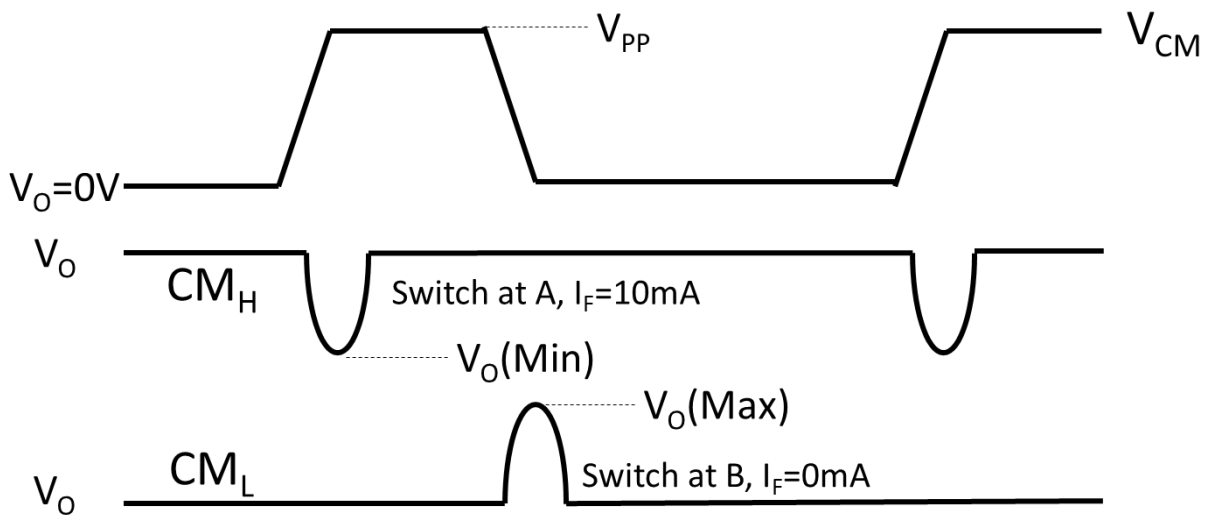 V_PP
V_CM
V_O=0V
V_O
CM_H
Switch at A, I_F=10mA
V_O(Min)
V_O(Max)
CM_L
Switch at B, I_F=0mA
V_O